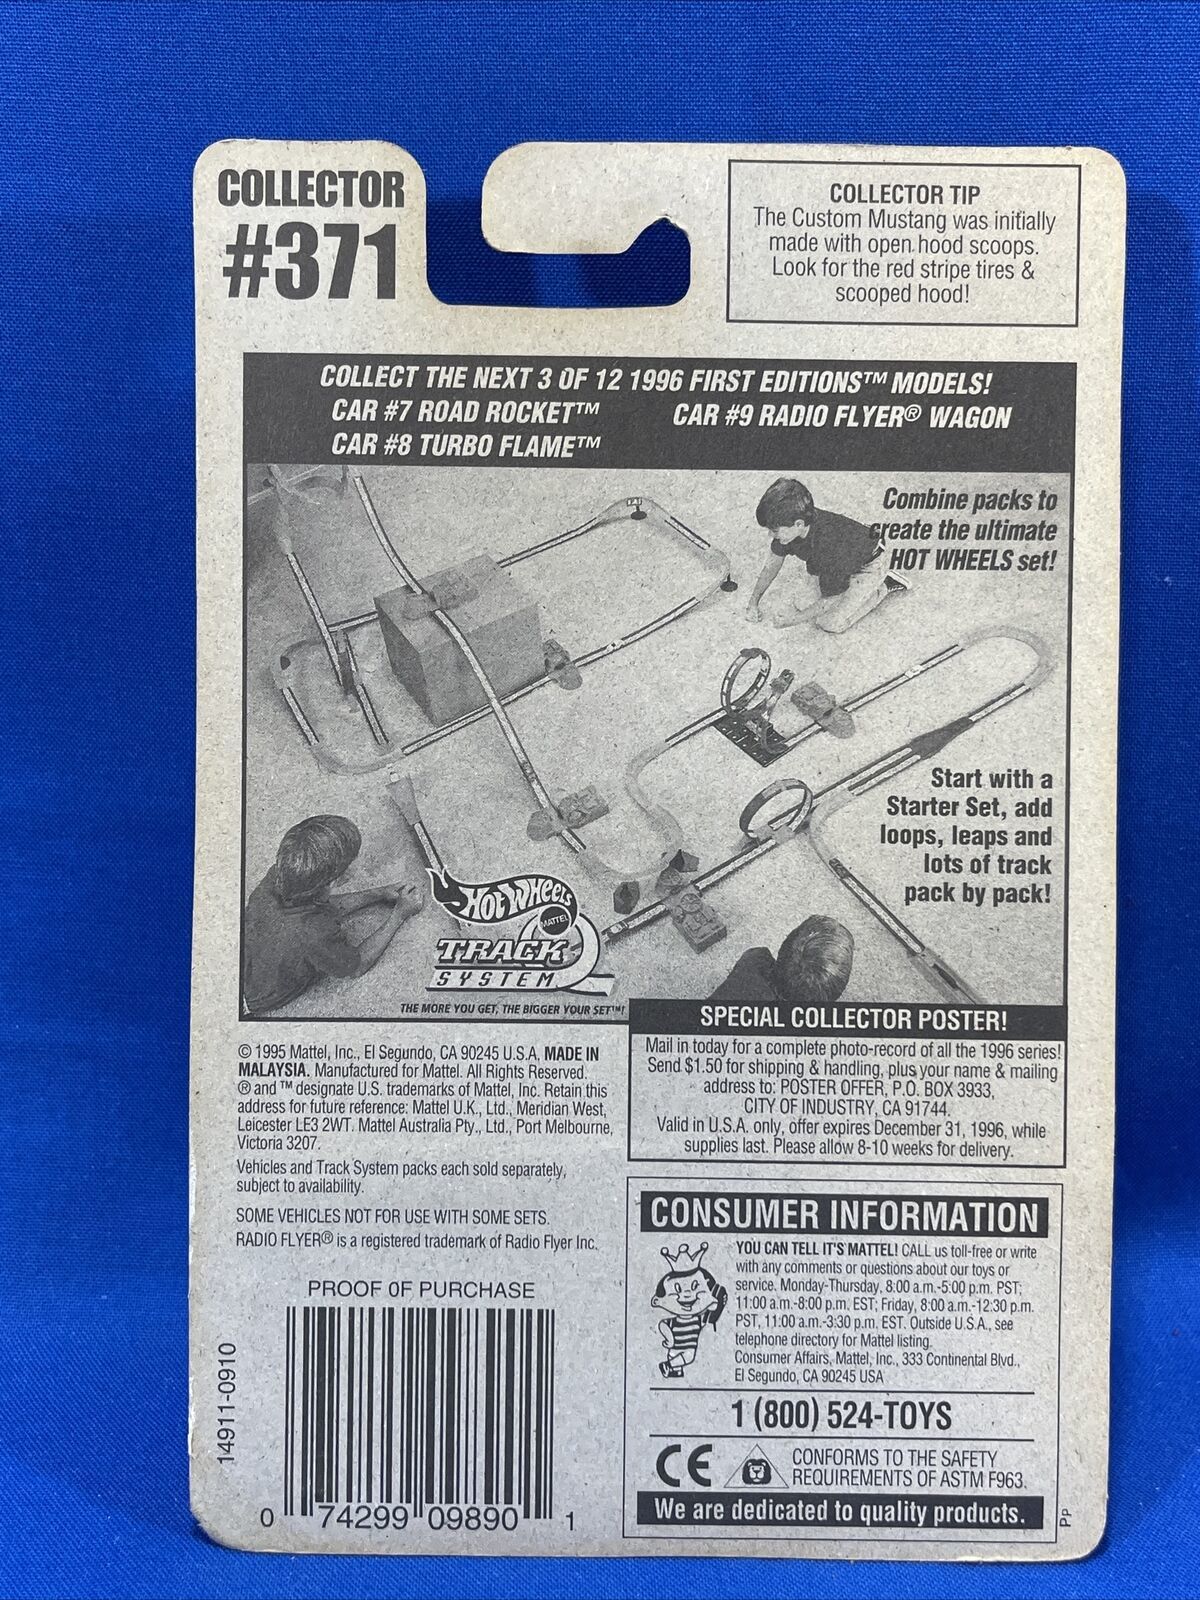 COLLECTOR
#371
COLLECTOR TIP
The Custom Mustang was initially
made with open hood scoops.
Look for the red stripe tires &
scooped hood!
COLLECT THE NEXT 3 OF 12 1996 FIRST EDITIONS™ MODELS!
CAR #7 ROAD ROCKET™ CAR #9 RADIO FLYER® WAGON
CAR #8 TURBO FLAME™
Combine packs to
create the ultimate
HOT WHEELS set!
Start with a
Starter Set, add
loops, leaps and
lots of track
pack by pack!
HOT WHEELS
MATTEL
TRACK
SYSTEM
THE MORE YOU GET, THE BIGGER YOUR SET™!
© 1995 Mattel, Inc., El Segundo, CA 90245 U.S.A. MADE IN
MALAYSIA. Manufactured for Mattel. All Rights Reserved.
® and ™ designate U.S. trademarks of Mattel, Inc. Retain this
address for future reference: Mattel U.K., Ltd., Meridian West,
Leicester LE3 2WT. Mattel Australia Pty., Ltd., Port Melbourne,
Victoria 3207.
Vehicles and Track System packs each sold separately,
subject to availability.
SOME VEHICLES NOT FOR USE WITH SOME SETS.
RADIO FLYER® is a registered trademark of Radio Flyer Inc.
SPECIAL COLLECTOR POSTER!
Mail in today for a complete photo-record of all the 1996 series!
Send $1.50 for shipping & handling, plus your name & mailing
address to: POSTER OFFER, P.O. BOX 3933,
CITY OF INDUSTRY, CA 91744.
Valid in U.S.A. only, offer expires December 31, 1996, while
supplies last. Please allow 8-10 weeks for delivery.
PROOF OF PURCHASE
14911-0910
0 74299 09890 1
CONSUMER INFORMATION
YOU CAN TELL IT'S MATTEL! CALL us toll-free or write
with any comments or questions about our toys or
service. Monday-Thursday, 8:00 a.m.-5:00 p.m. PST;
11:00 a.m.-8:00 p.m. EST; Friday, 8:00 a.m.-12:30 p.m.
PST, 11:00 a.m.-3:30 p.m. EST. Outside U.S.A., see
telephone directory for Mattel listing.
Consumer Affairs, Mattel, Inc., 333 Continental Blvd.,
El Segundo, CA 90245 USA
1 (800) 524-TOYS
CE
CONFORMS TO THE SAFETY
REQUIREMENTS OF ASTM F963.
We are dedicated to quality products.
PP